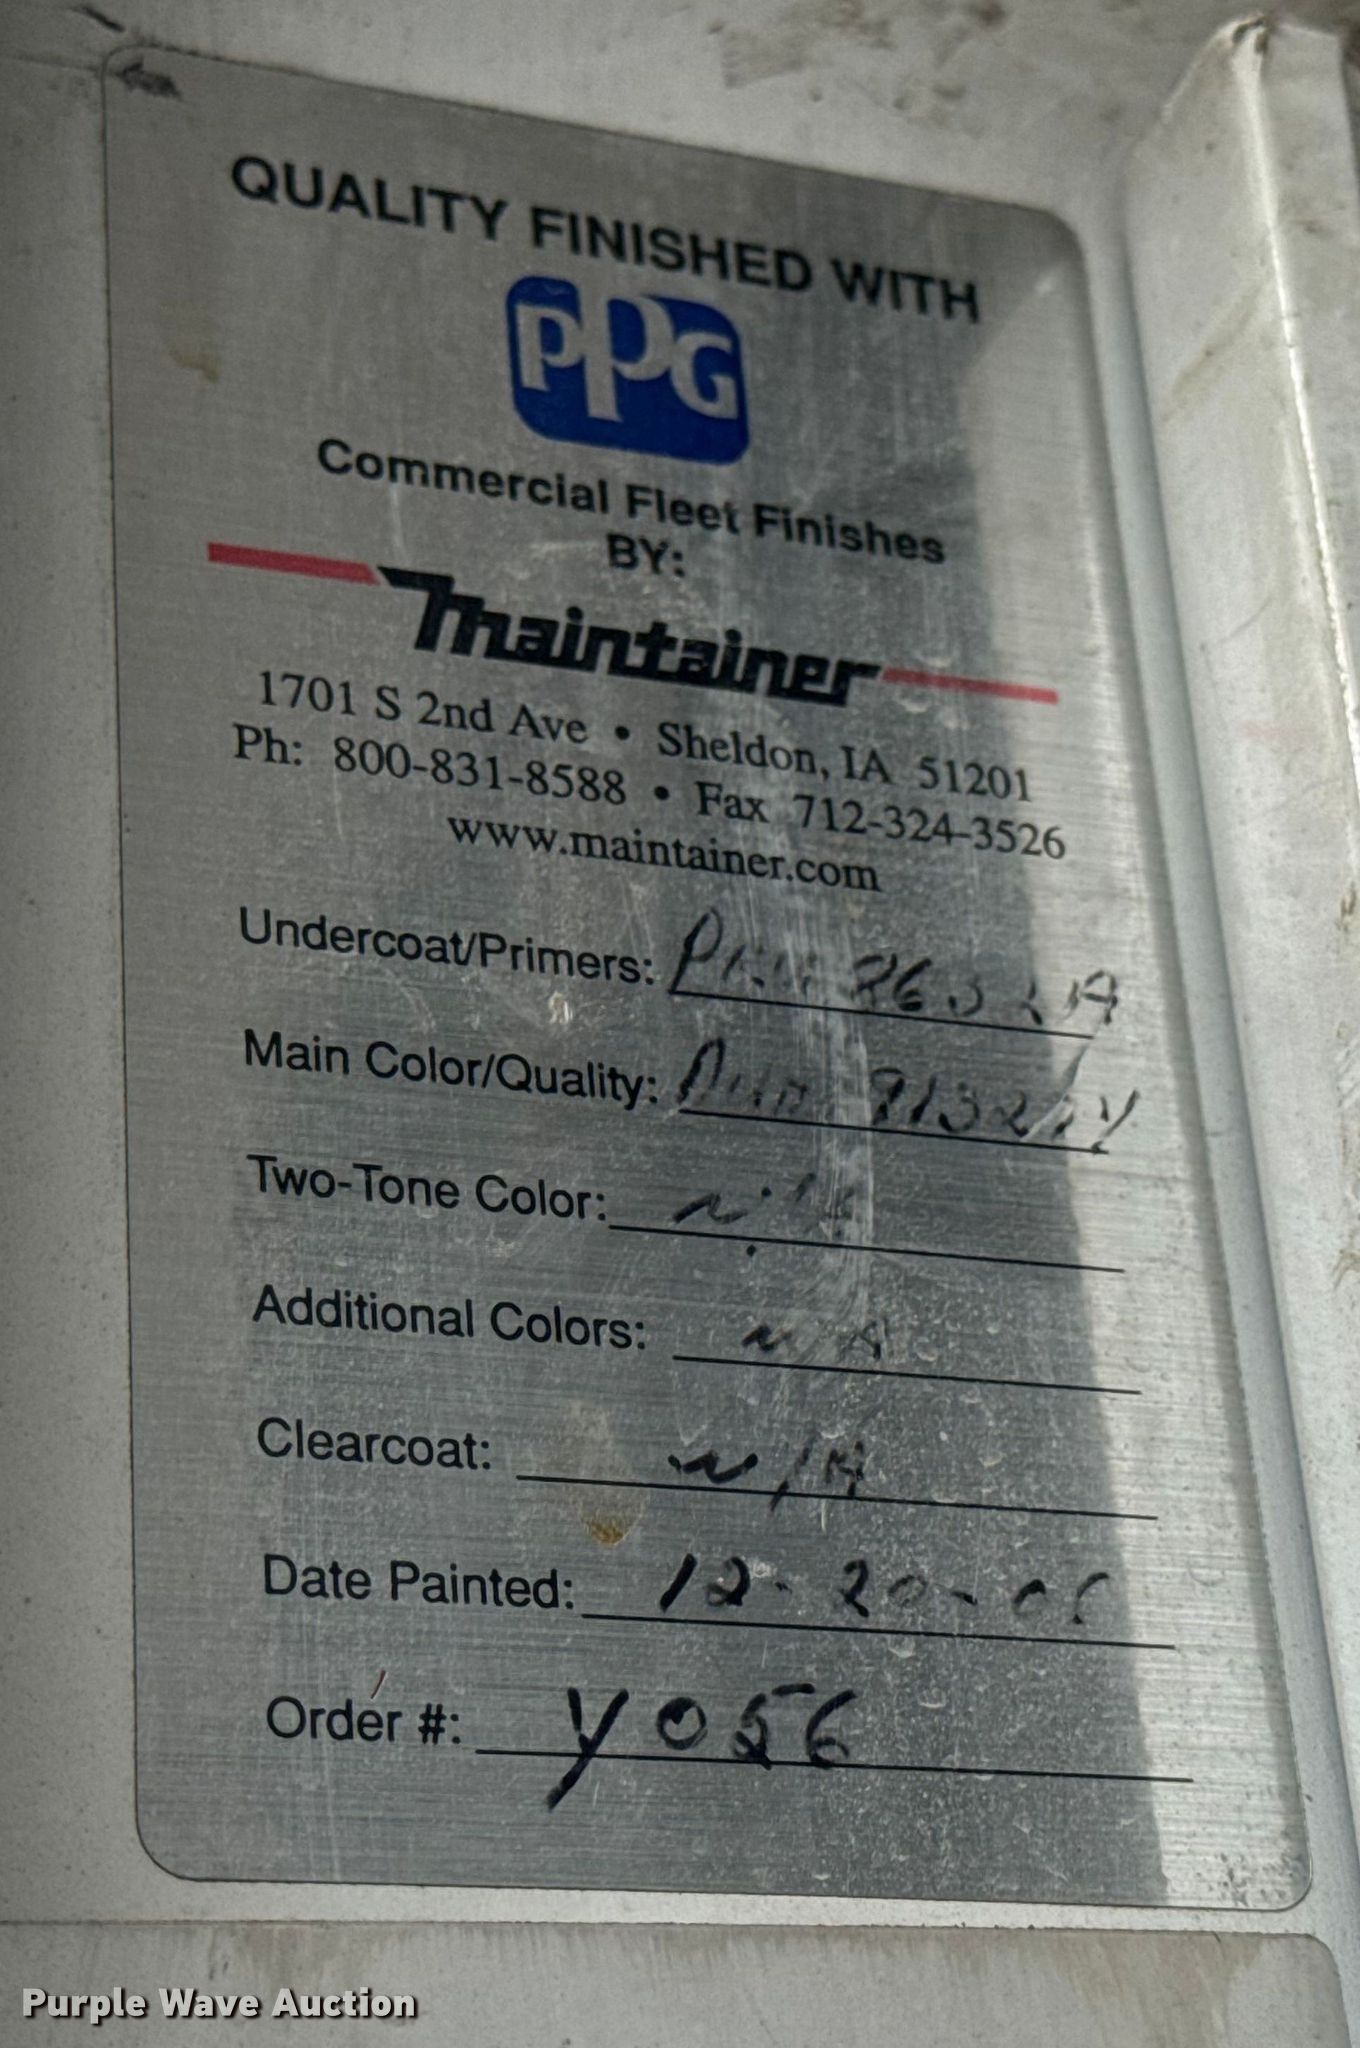 QUALITY FINISHED WITH
PPG
Commercial Fleet Finishes
BY:
Maintainer
1701 S 2nd Ave • Sheldon, IA 51201
Ph: 800-831-8588 • Fax 712-324-3526
www.maintainer.com
Undercoat/Primers:
Main Color/Quality:
Two-Tone Color:
Additional Colors: N A
Clearcoat: N/A
Date Painted: 12-20-
Order #: Y056
Purple Wave Auction